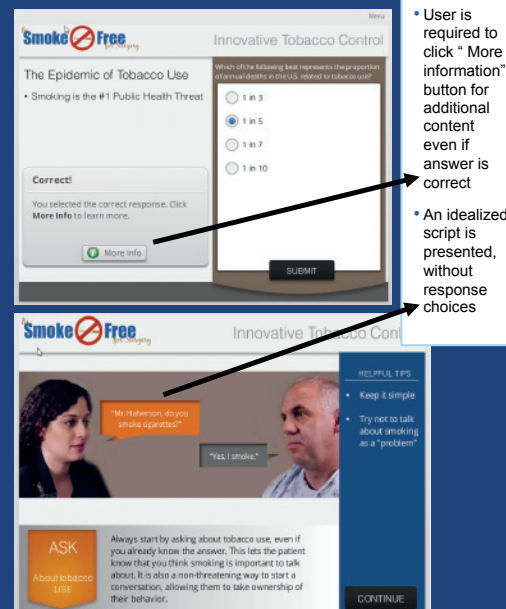 Menu
Smoke Free
for Surgery
Innovative Tobacco Control
The Epidemic of Tobacco Use
• Smoking is the #1 Public Health Threat
Which of the following best represents the proportion
of annual deaths in the U.S. related to tobacco use?
1 in 3
1 in 5
1 in 7
1 in 10
Correct!
You selected the correct response. Click
More Info to learn more.
More Info
SUBMIT
• User is
required to
click “ More
information”
button for
additional
content
even if
answer is
correct
• An idealized
script is
presented,
without
response
choices
Smoke Free
for Surgery
Innovative Tobacco Cont
"Mr. Halverson, do you
smoke cigarettes?"
"Yes, I smoke."
HELPFUL TIPS
• Keep it simple
• Try not to talk
about smoking
as a "problem"
ASK
About tobacco
USE
Always start by asking about tobacco use, even if
you already know the answer. This lets the patient
know that you think smoking is important to talk
about. It is also a non-threatening way to start a
conversation, allowing them to take ownership of
their behavior.
CONTINUE